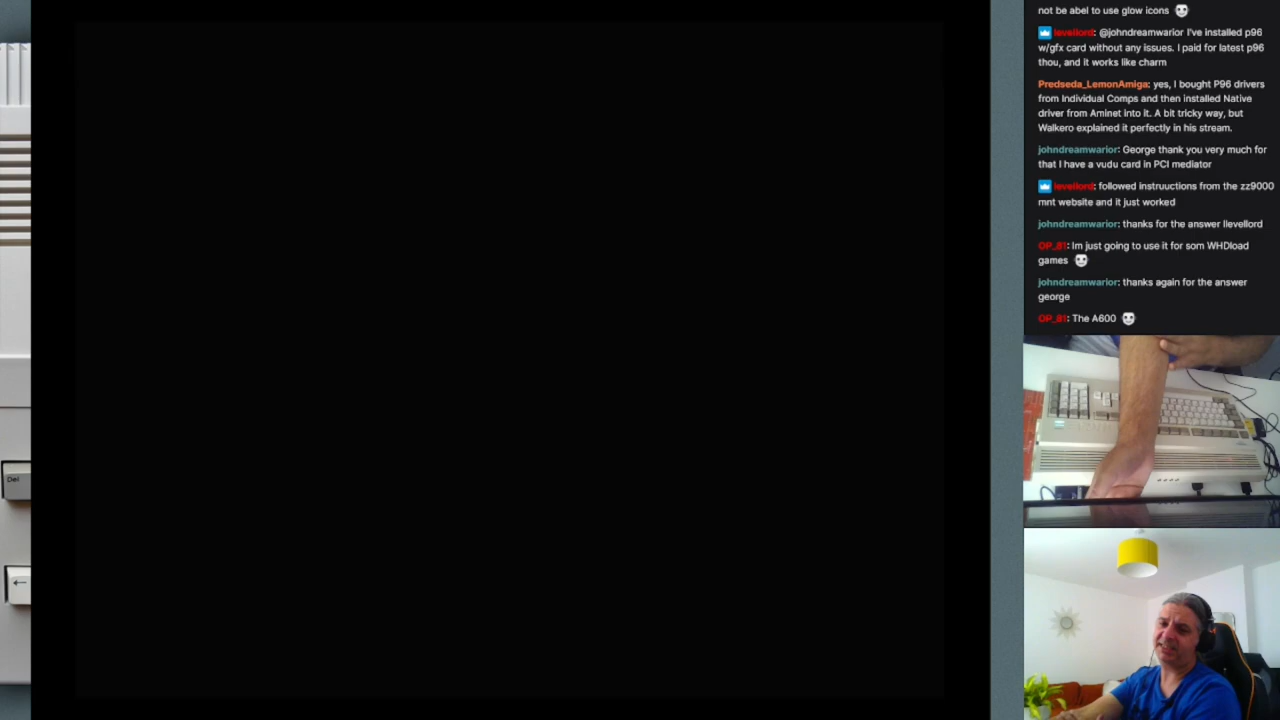 not be abel to use glow icons
levellord: @johndreamwarior I've installed p96
w/gfx card without any issues. I paid for latest p96
thou, and it works like charm
Predseda_LemonAmiga: yes, I bought P96 drivers
from Individual Comps and then installed Native
driver from Aminet into it. A bit tricky way, but
Walkero explained it perfectly in his stream.
johndreamwarior: George thank you very much for
that I have a vudu card in PCI mediator
levellord: followed instruuctions from the zz9000
mnt website and it just worked
johndreamwarior: thanks for the answer llevellord
OP_81: Im just going to use it for som WHDload
games
johndreamwarior: thanks again for the answer
george
OP_81: The A600
Del
←